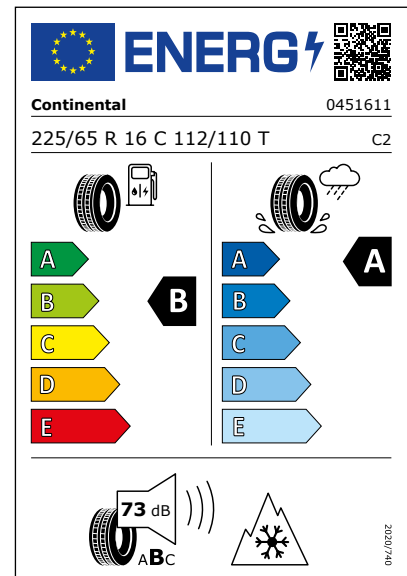 ENERG
Continental 0451611
225/65 R 16 C 112/110 T C2
A A
B B
C
D
E
A A
B
C
D
E
73 dB
ABC
2020/740